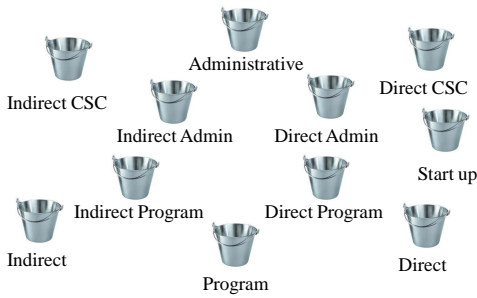 Administrative
Indirect CSC
Direct CSC
Indirect Admin
Direct Admin
Start up
Indirect Program
Direct Program
Indirect
Direct
Program